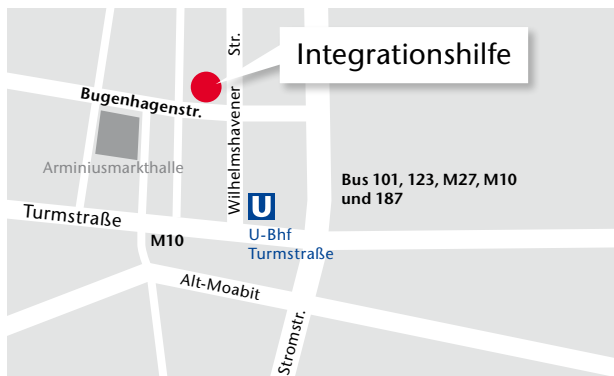 Str.
Integrationshilfe
Bugenhagenstr.
Wilhelmshavener
Arminiusmarkthalle
Bus 101, 123, M27, M10
und 187
Turmstraße
U
M10
U-Bhf
Turmstraße
Alt-Moabit
Stromstr.